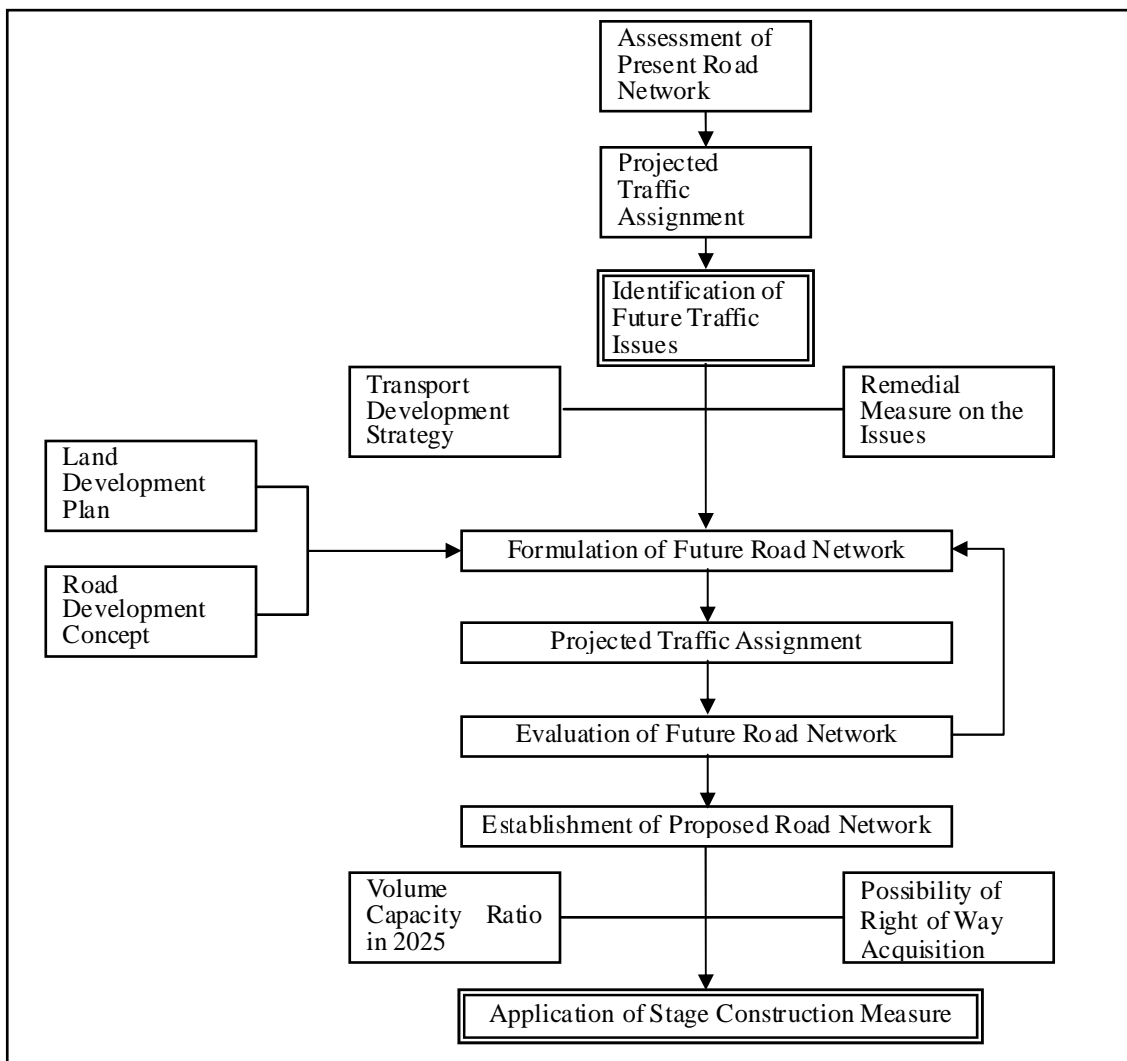 Assessment of
Present Road
Network
Projected
Traffic
Assignment
Identification of
Future Traffic
Issues
Transport
Development
Strategy
Remedial
Measure on the
Issues
Land
Development
Plan
Road
Development
Concept
Formulation of Future Road Network
Projected Traffic Assignment
Evaluation of Future Road Network
Establishment of Proposed Road Network
Volume
Capacity Ratio
in 2025
Possibility of
Right of Way
Acquisition
Application of Stage Construction Measure